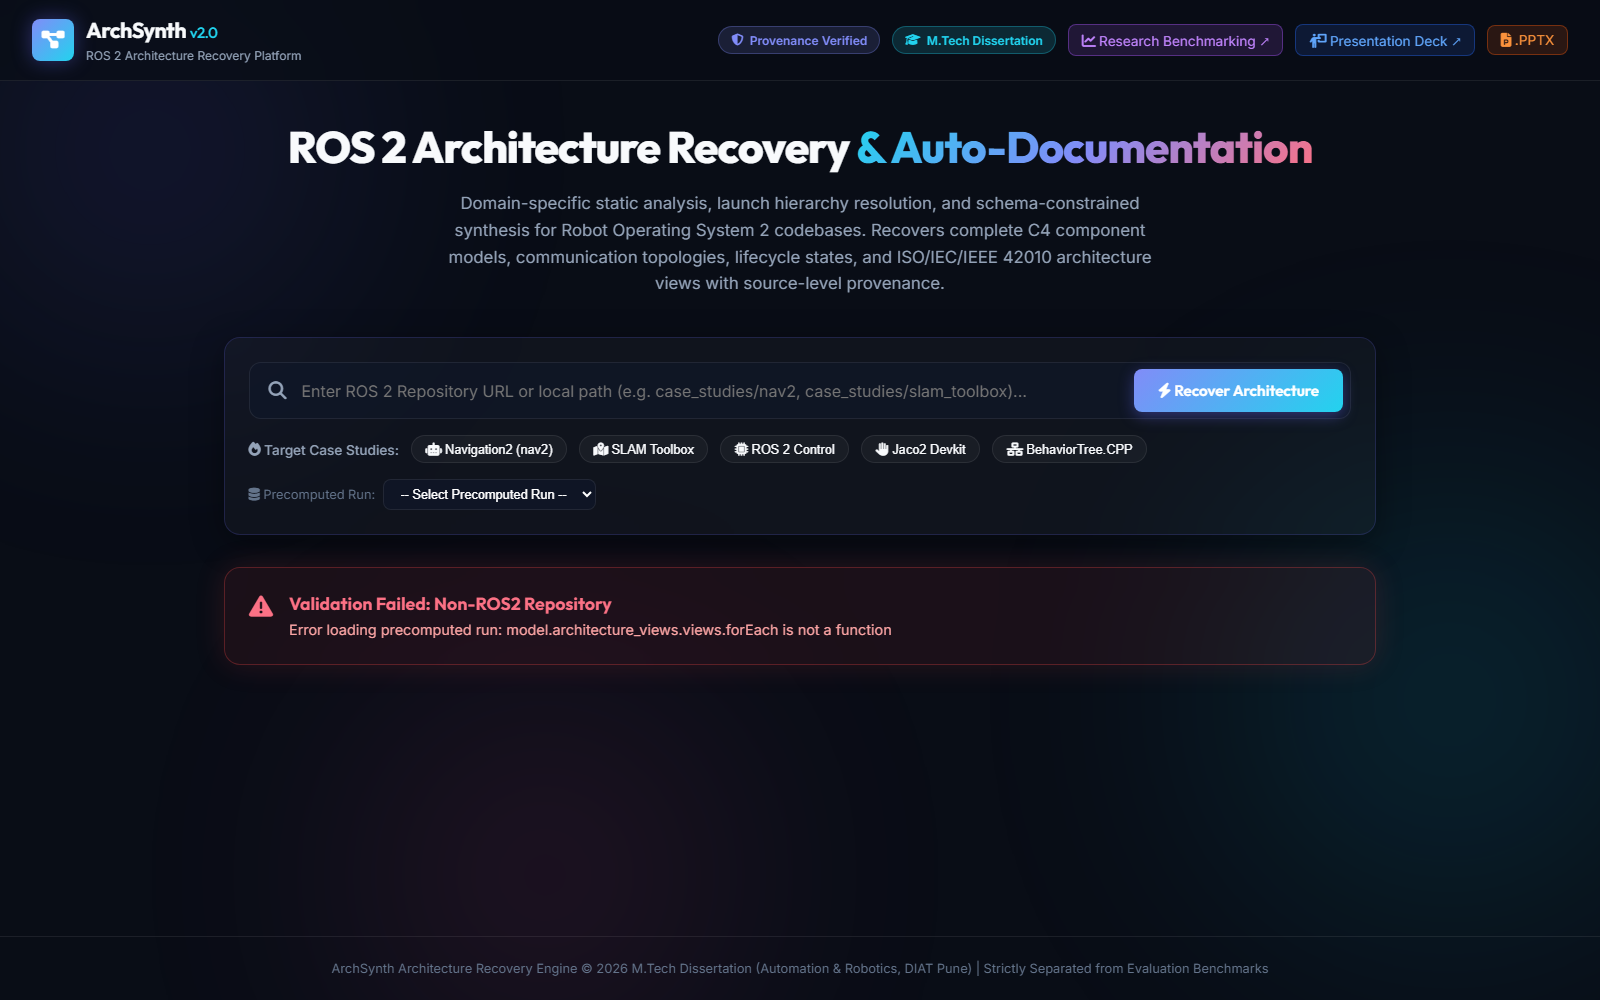 ArchSynth v2.0
ROS 2 Architecture Recovery Platform
Provenance Verified
M.Tech Dissertation
Research Benchmarking ↗
Presentation Deck ↗
.PPTX
ROS 2 Architecture Recovery & Auto-Documentation
Domain-specific static analysis, launch hierarchy resolution, and schema-constrained
synthesis for Robot Operating System 2 codebases. Recovers complete C4 component
models, communication topologies, lifecycle states, and ISO/IEC/IEEE 42010 architecture
views with source-level provenance.
Enter ROS 2 Repository URL or local path (e.g. case_studies/nav2, case_studies/slam_toolbox)...
Recover Architecture
Target Case Studies:
Navigation2 (nav2)
SLAM Toolbox
ROS 2 Control
Jaco2 Devkit
BehaviorTree.CPP
Precomputed Run:
-- Select Precomputed Run --
Validation Failed: Non-ROS2 Repository
Error loading precomputed run: model.architecture_views.views.forEach is not a function
ArchSynth Architecture Recovery Engine © 2026 M.Tech Dissertation (Automation & Robotics, DIAT Pune) | Strictly Separated from Evaluation Benchmarks